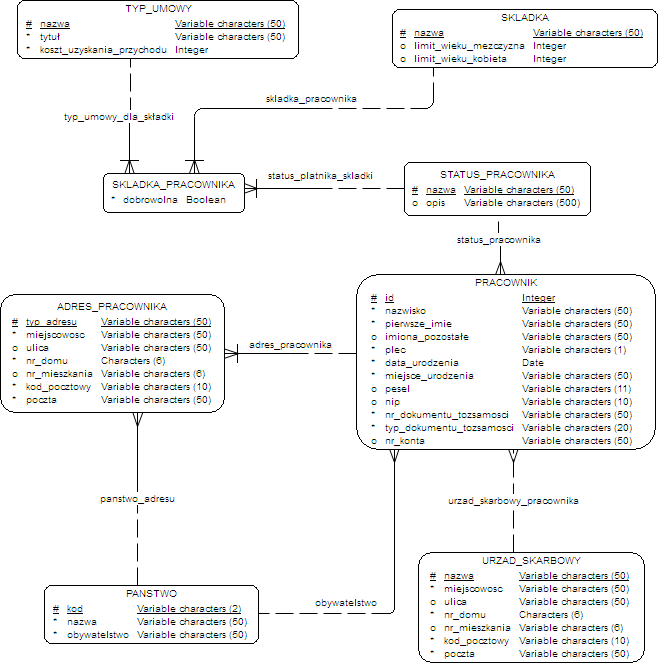 TYP_UMOWY
# nazwa Variable characters (50)
* tytuł Variable characters (50)
* koszt_uzyskania_przychodu Integer
SKLADKA
# nazwa Variable characters (50)
o limit_wieku_mezczyzna Integer
o limit_wieku_kobieta Integer
skladka_pracownika
typ_umowy_dla_składki
SKLADKA_PRACOWNIKA
* dobrowolna Boolean
status_platnika_skladki
STATUS_PRACOWNIKA
# nazwa Variable characters (50)
o opis Variable characters (500)
status_pracownika
PRACOWNIK
# id Integer
* nazwisko Variable characters (50)
* pierwsze_imie Variable characters (50)
o imiona_pozostałe Variable characters (50)
* plec Variable characters (1)
* data_urodzenia Date
* miejsce_urodzenia Variable characters (50)
o pesel Variable characters (11)
o nip Variable characters (10)
* nr_dokumentu_tozsamosci Variable characters (50)
* typ_dokumentu_tozsamosci Variable characters (20)
o nr_konta Variable characters (50)
ADRES_PRACOWNIKA
# typ_adresu Variable characters (50)
* miejscowosc Variable characters (50)
o ulica Variable characters (50)
* nr_domu Characters (6)
o nr_mieszkania Variable characters (6)
* kod_pocztowy Variable characters (10)
* poczta Variable characters (50)
adres_pracownika
panstwo_adresu
urzad_skarbowy_pracownika
PANSTWO
# kod Variable characters (2)
* nazwa Variable characters (50)
* obywatelstwo Variable characters (50)
obywatelstwo
URZAD_SKARBOWY
# nazwa Variable characters (50)
* miejscowosc Variable characters (50)
o ulica Variable characters (50)
* nr_domu Characters (6)
o nr_mieszkania Variable characters (6)
* kod_pocztowy Variable characters (10)
* poczta Variable characters (50)